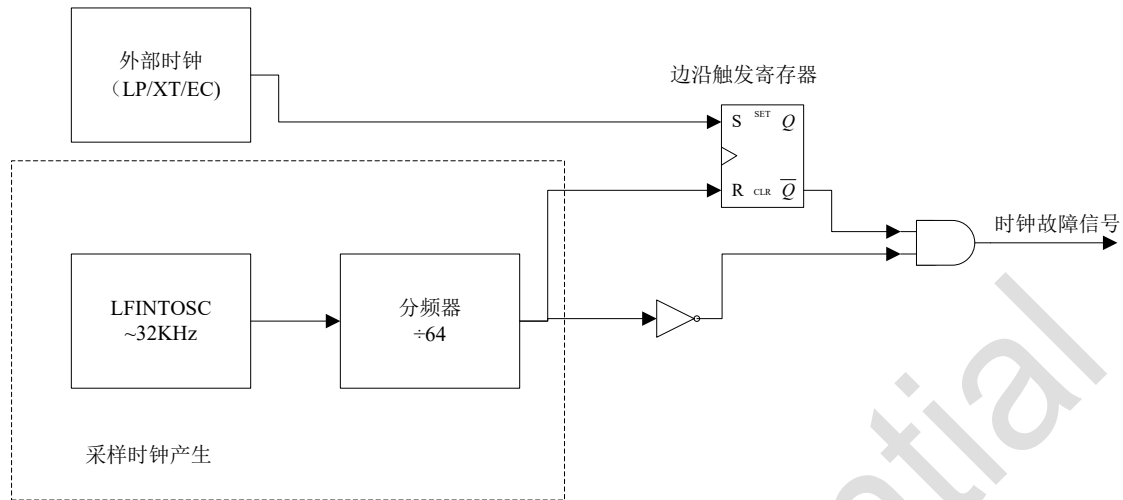 外部时钟
（LP/XT/EC)
边沿触发寄存器
S SET Q
R CLR Q
时钟故障信号
LFINTOSC
~32KHz
分频器
÷64
采样时钟产生